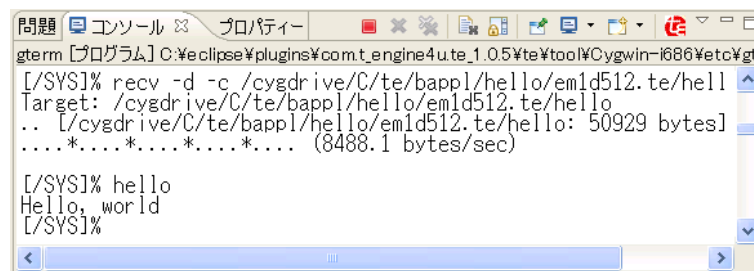 問題 コンソール プロパティー
gterm [プログラム] C:¥eclipse¥plugins¥com.t_engine4u.te_1.0.5¥te¥tool¥Cygwin-i686¥etc¥gt
[/SYS]% recv -d -c /cygdrive/C/te/bappl/hello/em1d512.te/hell
Target: /cygdrive/C/te/bappl/hello/em1d512.te/hello
.. [/cygdrive/C/te/bappl/hello/em1d512.te/hello: 50929 bytes]
....*....*....*....*.... (8488.1 bytes/sec)
[/SYS]% hello
Hello, world
[/SYS]%